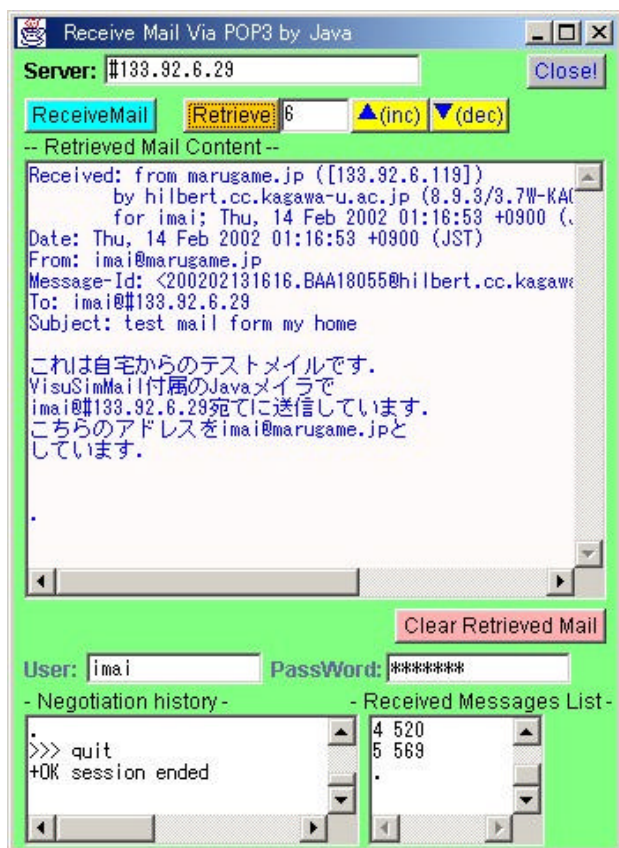 Receive Mail Via POP3 by Java
Server: #133.92.6.29 Close!
ReceiveMail Retrieve 6 ▲(inc) ▼(dec)
-- Retrieved Mail Content --
Received: from marugame.jp ([133.92.6.119])
by hilbert.cc.kagawa-u.ac.jp (8.9.3/3.7W-KAG
for imai; Thu, 14 Feb 2002 01:16:53 +0900 (J
Date: Thu, 14 Feb 2002 01:16:53 +0900 (JST)
From: imai@marugame.jp
Message-Id: <200202131616.BAA18055@hilbert.cc.kagawa
To: imai@#133.92.6.29
Subject: test mail form my home
これは自宅からのテストメイルです.
VisuSimMail付属のJavaメイラで
imai@#133.92.6.29宛てに送信しています.
こちらのアドレスをimai@marugame.jpと
しています.
.
Clear Retrieved Mail
User: imai PassWord: *******
- Negotiation history -
.
>>> quit
+OK session ended
- Received Messages List -
4 520
5 569
.